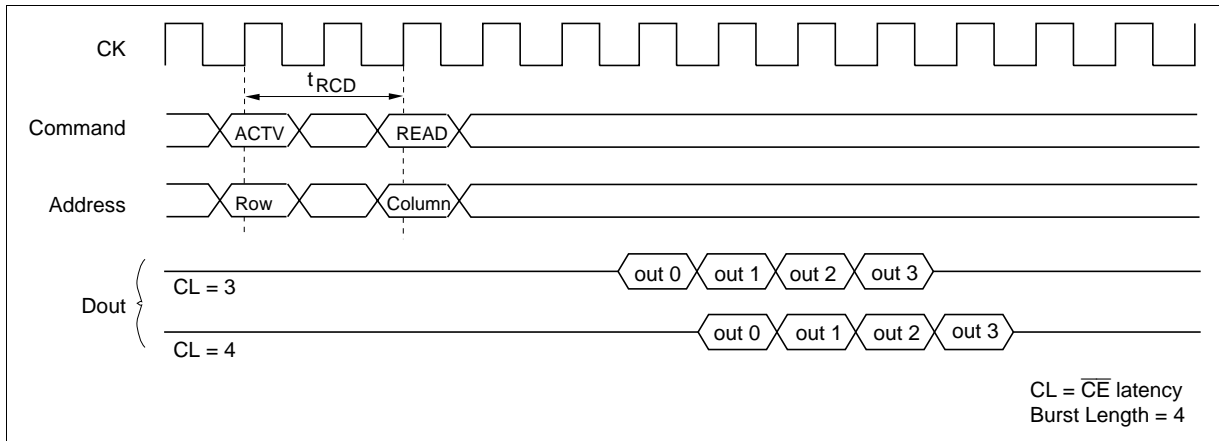 CK
tRCD
Command
ACTV READ
Address
Row Column
Dout
out 0 out 1 out 2 out 3
CL = 3
out 0 out 1 out 2 out 3
CL = 4
CL = C̅E̅ latency
Burst Length = 4